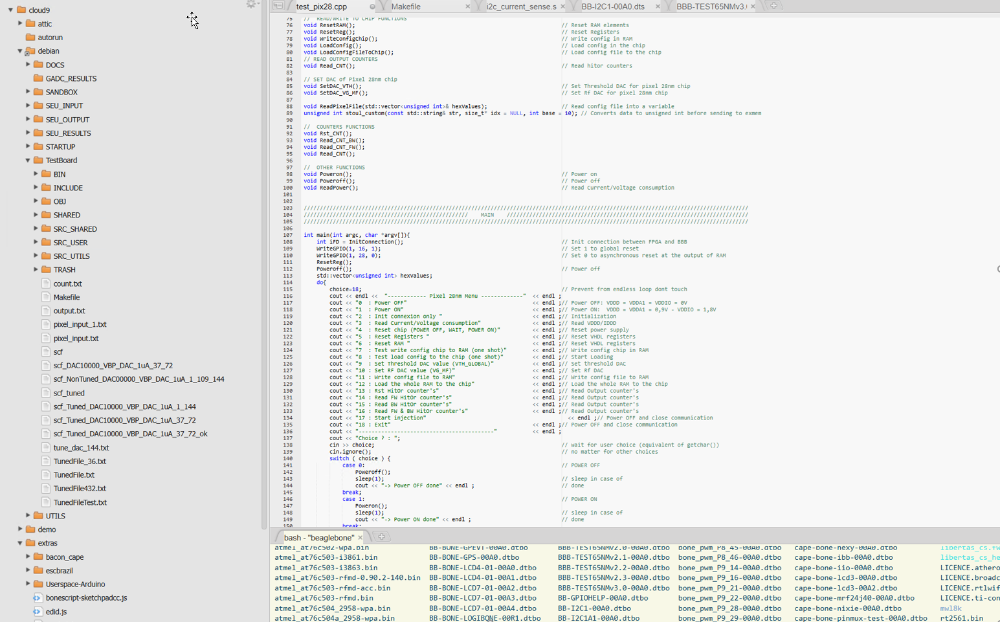 cloud9
attic
autorun
debian
DOCS
GADC_RESULTS
SANDBOX
SEU_INPUT
SEU_OUTPUT
SEU_RESULTS
STARTUP
TestBoard
BIN
INCLUDE
OBJ
SHARED
SRC_SHARED
SRC_USER
SRC_UTILS
TRASH
count.txt
Makefile
output.txt
pixel_input_1.txt
pixel_input.txt
scf
scf_DAC10000_VBP_DAC_1uA_37_72
scf_NonTuned_DAC00000_VBP_DAC_1uA_1_109_144
scf_tuned
scf_Tuned_DAC10000_VBP_DAC_1uA_1_144
scf_Tuned_DAC10000_VBP_DAC_1uA_37_72
scf_Tuned_DAC10000_VBP_DAC_1uA_37_72_ok
tune_dac_144.txt
TunedFile_36.txt
TunedFile.txt
TunedFile432.txt
TunedFileTest.txt
UTILS
demo
extras
bacon_cape
escbrazil
Userspace-Arduino
bonescript-sketchpadcc.js
edid.js
test_pix28.cpp Makefile i2c_current_sense.s BB-I2C1-00A0.dts BBB-TEST65NMv3.
75 // READ/WRITE TO CHIP FUNCTIONS
76 void ResetRAM(); // Reset RAM elements
77 void ResetReg(); // Reset Registers
78 void WriteConfigChip(); // Write config in RAM
79 void LoadConfig(); // Load config in the chip
80 void LoadConfigFileToChip(); // Load config file to the chip
81 // READ OUTPUT COUNTERS
82 void Read_CNT(); // Read hitor counters
83
84 // SET DAC of Pixel 28nm chip
85 void SetDAC_VTH(); // Set Threshold DAC for pixel 28nm chip
86 void SetDAC_VG_MF(); // Set Rf DAC for pixel 28nm chip
87
88 void ReadPixelFile(std::vector<unsigned int>& hexValues); // Read config file into a variable
89 unsigned int stoul_custom(const std::string& str, size_t* idx = NULL, int base = 10); // Converts data to unsigned int before sending to exmem
90
91 // COUNTERS FUNCTIONS
92 void Rst_CNT();
93 void Read_CNT_BW();
94 void Read_CNT_FW();
95 void Read_CNT();
96
97 // OTHER FUNCTIONS
98 void Poweron(); // Power on
99 void Poweroff(); // Power off
100 void ReadPower(); // Read Current/Voltage consumption
101
102
103 //////////////////////////////////////////////////////////////////////////////////////////////////////////////////////////////////////////
104 /////////////////////////////////////////////////// MAIN ///////////////////////////////////////////////////////////////////////////
105 //////////////////////////////////////////////////////////////////////////////////////////////////////////////////////////////////////////
106
107 int main(int argc, char *argv[]){
108 int iFD = InitConnection(); // Init connection between FPGA and BBB
109 WriteGPIO(1, 16, 1); // Set 1 to global reset
110 WriteGPIO(1, 28, 0); // Set 0 to asynchronous reset at the output of RAM
111 ResetReg();
112 Poweroff(); // Power off
113 std::vector<unsigned int> hexValues;
114 do{
115 choice=18; // Prevent from endless loop dont touch
116 cout << endl << "------------ Pixel 28nm Menu -------------" << endl ;
117 cout << "0 : Power OFF" << endl ;// Power OFF: VDDD = VDDA1 = VDDIO = 0V
118 cout << "1 : Power ON" << endl ;// Power ON: VDDD = VDDA1 = 0,9V - VDDIO = 1,8V
119 cout << "2 : Init connexion only " << endl ;// Initialization
120 cout << "3 : Read Current/Voltage consumption" << endl ;// Read VDDD/IDDD
121 cout << "4 : Reset chip (POWER OFF, WAIT, POWER ON)" << endl ;// Reset power supply
122 cout << "5 : Reset Registers " << endl ;// Reset VHDL registers
123 cout << "6 : Reset RAM " << endl ;// Reset VHDL registers
124 cout << "7 : Test write config chip to RAM (one shot)" << endl ;// Write config chip in RAM
125 cout << "8 : Test load config to the chip (one shot)" << endl ;// Start Loading
126 cout << "9 : Set Threshold DAC value (VTH_GLOBAL)" << endl ;// Set threshold DAC
127 cout << "10 : Set RF DAC value (VG_MF)" << endl ;// Set Rf DAC
128 cout << "11 : Write config file to RAM" << endl ;// Write config file to RAM
129 cout << "12 : Load the whole RAM to the chip" << endl ;// Load the whole RAM to the chip
130 cout << "13 : Rst HitOr counter's" << endl ;// Read Output counter's
131 cout << "14 : Read FW HitOr counter's" << endl ;// Read Output counter's
132 cout << "15 : Read BW HitOr counter's" << endl ;// Read Output counter's
133 cout << "16 : Read FW & BW HitOr counter's" << endl ;// Read Output counter's
134 cout << "17 : Start injection" << endl ;// Power OFF and close communication
135 cout << "18 : Exit" << endl ;// Power OFF and close communication
136 cout << "------------------------------------------" << endl ;
137 cout << "Choice ? : ";
138 cin >> choice; // wait for user choice (equivalent of getchar())
139 cin.ignore(); // no matter for other choices
140 switch ( choice ) {
141 case 0: // POWER OFF
142 Poweroff();
143 sleep(1); // sleep in case of
144 cout << "-> Power OFF done" << endl ; // done
145 break;
146 case 1: // POWER ON
147 Poweron();
148 sleep(1); // sleep in case of
149 cout << "-> Power ON done" << endl ; // done
150 break;
bash - "beaglebone"
atmel_at76c502-wpa.bin BB-BONE-GPEVT-00A0.dtbo BBB-TEST65NMv2.0-00A0.dtbo bone_pwm_P8_45-00A0.dtbo cape-bone-hexy-00A0.dtbo libertas_cs.fw
atmel_at76c503-i3861.bin BB-BONE-GPS-00A0.dtbo BBB-TEST65NMv2.1-00A0.dtbo bone_pwm_P8_46-00A0.dtbo cape-bone-ibb-00A0.dtbo libertas_cs_he
atmel_at76c503-i3863.bin BB-BONE-LCD4-01-00A0.dtbo BBB-TEST65NMv2.2-00A0.dtbo bone_pwm_P9_14-00A0.dtbo cape-bone-iio-00A0.dtbo LICENCE.athero
atmel_at76c503-rfmd-0.90.2-140.bin BB-BONE-LCD4-01-00A1.dtbo BBB-TEST65NMv2.3-00A0.dtbo bone_pwm_P9_16-00A0.dtbo cape-bone-lcd3-00A0.dtbo LICENCE.broadc
atmel_at76c503-rfmd-acc.bin BB-BONE-LCD7-01-00A2.dtbo BBB-TEST65NMv3.0-00A0.dtbo bone_pwm_P9_21-00A0.dtbo cape-bone-lcd3-00A2.dtbo LICENCE.rtlwif
atmel_at76c503-rfmd.bin BB-BONE-LCD7-01-00A3.dtbo BB-GPIOHELP-00A0.dtbo bone_pwm_P9_22-00A0.dtbo cape-bone-mrf24j40-00A0.dtbo LICENCE.ti-con
atmel_at76c504_2958-wpa.bin BB-BONE-LCD7-01-00A4.dtbo BB-I2C1-00A0.dtbo bone_pwm_P9_28-00A0.dtbo cape-bone-nixie-00A0.dtbo mwl8k
atmel_at76c504a_2958-wpa.bin BB-BONE-LOGIBONE-00R1.dtbo BB-I2C1A1-00A0.dtbo bone_pwm_P9_29-00A0.dtbo cape-bone-pinmux-test-00A0.dtbo rt2561.bin